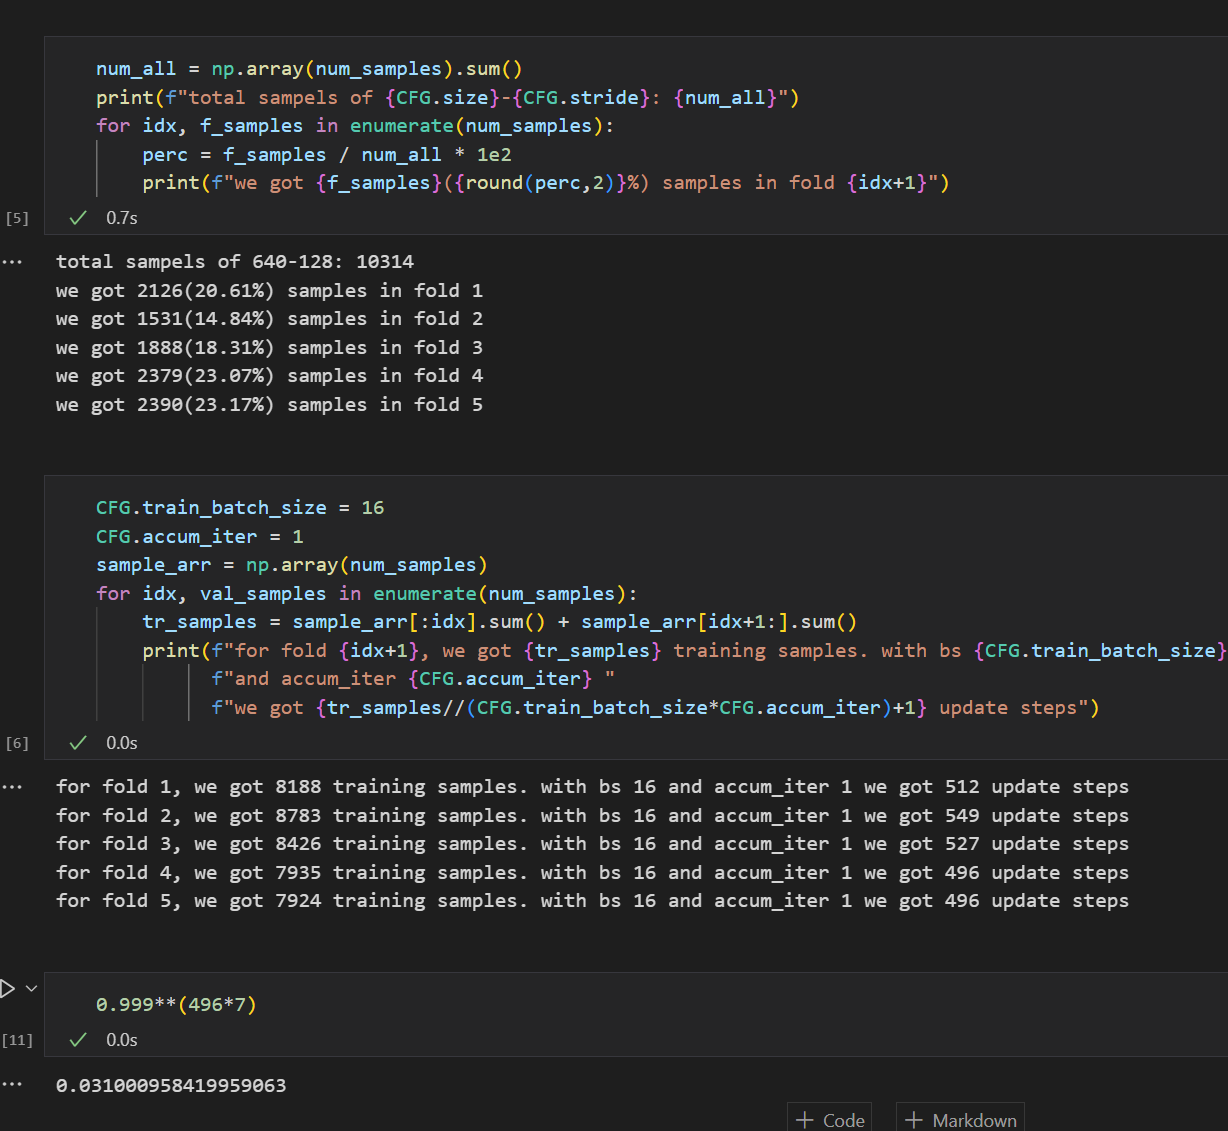 num_all = np.array(num_samples).sum()
print(f"total sampels of {CFG.size}-{CFG.stride}: {num_all}")
for idx, f_samples in enumerate(num_samples):
perc = f_samples / num_all * 1e2
print(f"we got {f_samples}({round(perc,2)}%) samples in fold {idx+1}")
[5] 0.7s
total sampels of 640-128: 10314
we got 2126(20.61%) samples in fold 1
we got 1531(14.84%) samples in fold 2
we got 1888(18.31%) samples in fold 3
we got 2379(23.07%) samples in fold 4
we got 2390(23.17%) samples in fold 5
CFG.train_batch_size = 16
CFG.accum_iter = 1
sample_arr = np.array(num_samples)
for idx, val_samples in enumerate(num_samples):
tr_samples = sample_arr[:idx].sum() + sample_arr[idx+1:].sum()
print(f"for fold {idx+1}, we got {tr_samples} training samples. with bs {CFG.train_batch_size}
f"and accum_iter {CFG.accum_iter} "
f"we got {tr_samples//(CFG.train_batch_size*CFG.accum_iter)+1} update steps")
[6] 0.0s
for fold 1, we got 8188 training samples. with bs 16 and accum_iter 1 we got 512 update steps
for fold 2, we got 8783 training samples. with bs 16 and accum_iter 1 we got 549 update steps
for fold 3, we got 8426 training samples. with bs 16 and accum_iter 1 we got 527 update steps
for fold 4, we got 7935 training samples. with bs 16 and accum_iter 1 we got 496 update steps
for fold 5, we got 7924 training samples. with bs 16 and accum_iter 1 we got 496 update steps
0.999**(496*7)
[11] 0.0s
0.031000958419959063
+ Code + Markdown